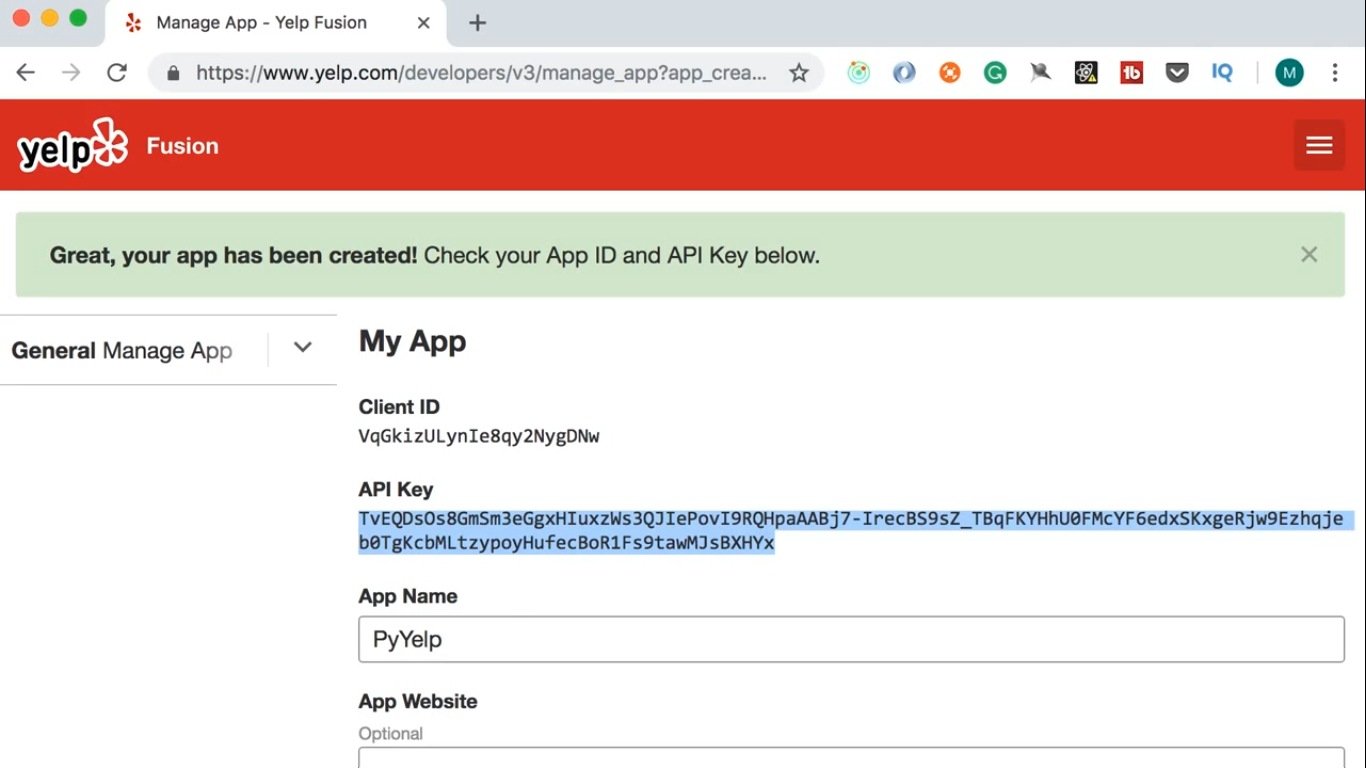 Manage App - Yelp Fusion
https://www.yelp.com/developers/v3/manage_app?app_crea...
M
yelp Fusion
Great, your app has been created! Check your App ID and API Key below.
General Manage App
My App
Client ID
VqGkizULynIe8qy2NygDNw
API Key
TvEQDsOs8GmSm3eGgxHIuxzWs3QJIePovI9RQHpaAABj7-IrecBS9sZ_TBqFKYHhU0FMcYF6edxSKxgeRjw9Ezhqje
b0TgKcbMLtzypoyHufecBoR1Fs9tawMJsBXHYx
App Name
PyYelp
App Website
Optional